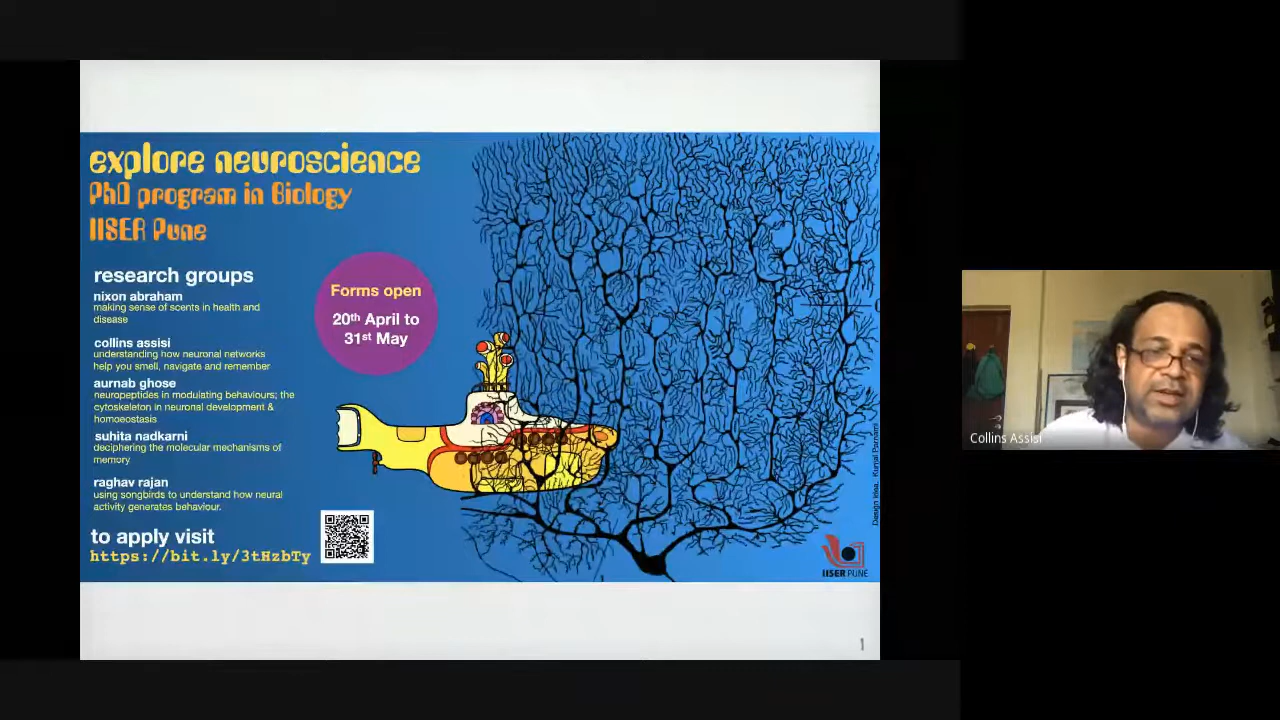 explore neuroscience
PhD program in Biology
IISER Pune
research groups
nixon abraham
making sense of scents in health and
disease
collins assisi
understanding how neuronal networks
help you smell, navigate and remember
aurnab ghose
neuropeptides in modulating behaviours; the
cytoskeleton in neuronal development &
homoeostasis
suhita nadkarni
deciphering the molecular mechanisms of
memory
raghav rajan
using songbirds to understand how neural
activity generates behaviour.
to apply visit
https://bit.ly/3tHzbTy
Forms open
20th April to
31st May
Design idea, Kunjal Parnami
IISER PUNE
1
Collins Assisi